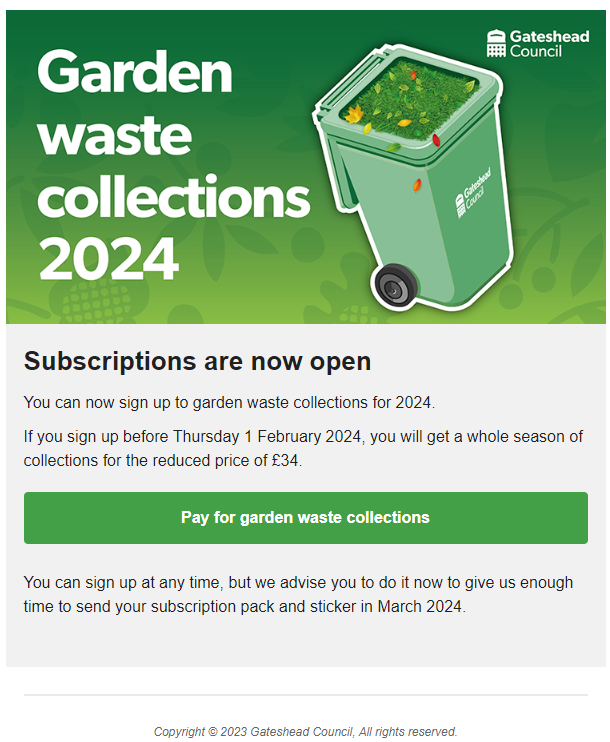 Gateshead
Council
Garden
waste
collections
2024
Gateshead
Council
Subscriptions are now open
You can now sign up to garden waste collections for 2024.
If you sign up before Thursday 1 February 2024, you will get a whole season of
collections for the reduced price of £34.
Pay for garden waste collections
You can sign up at any time, but we advise you to do it now to give us enough
time to send your subscription pack and sticker in March 2024.
Copyright © 2023 Gateshead Council, All rights reserved.